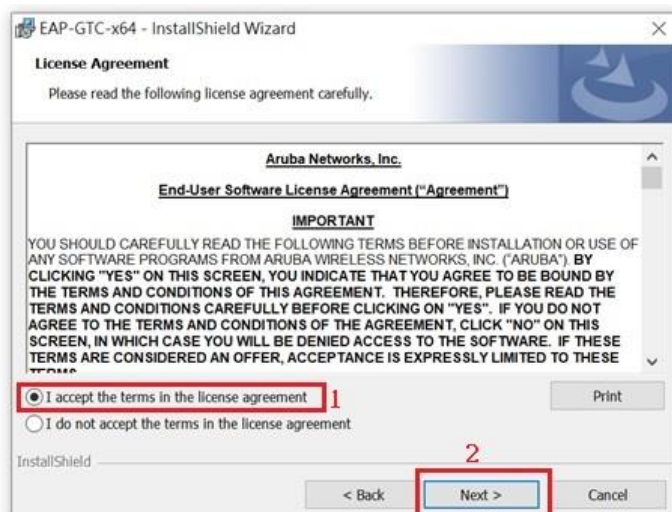 EAP-GTC-x64 - InstallShield Wizard
License Agreement
Please read the following license agreement carefully.
Aruba Networks, Inc.
End-User Software License Agreement ("Agreement")
IMPORTANT
YOU SHOULD CAREFULLY READ THE FOLLOWING TERMS BEFORE INSTALLATION OR USE OF
ANY SOFTWARE PROGRAMS FROM ARUBA WIRELESS NETWORKS, INC. ("ARUBA"). BY
CLICKING "YES" ON THIS SCREEN, YOU INDICATE THAT YOU AGREE TO BE BOUND BY
THE TERMS AND CONDITIONS OF THIS AGREEMENT. THEREFORE, PLEASE READ THE
TERMS AND CONDITIONS CAREFULLY BEFORE CLICKING ON "YES". IF YOU DO NOT
AGREE TO THE TERMS AND CONDITIONS OF THE AGREEMENT, CLICK "NO" ON THIS
SCREEN, IN WHICH CASE YOU WILL BE DENIED ACCESS TO THE SOFTWARE. IF THESE
TERMS ARE CONSIDERED AN OFFER, ACCEPTANCE IS EXPRESSLY LIMITED TO THESE
TERMS
I accept the terms in the license agreement 1
Print
I do not accept the terms in the license agreement
InstallShield
2
< Back Next > Cancel